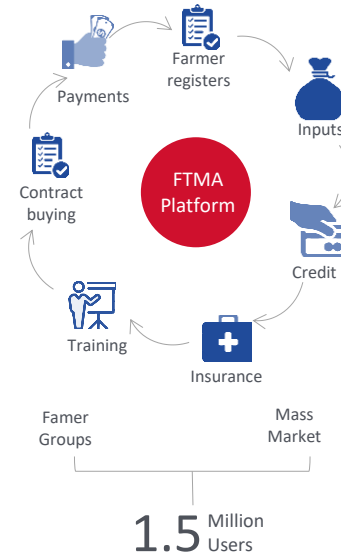 Farmer
registers
Payments
Inputs
FTMA
Platform
Contract
buying
Credit
Training
Insurance
Famer
Groups
Mass
Market
1.5 Million
Users